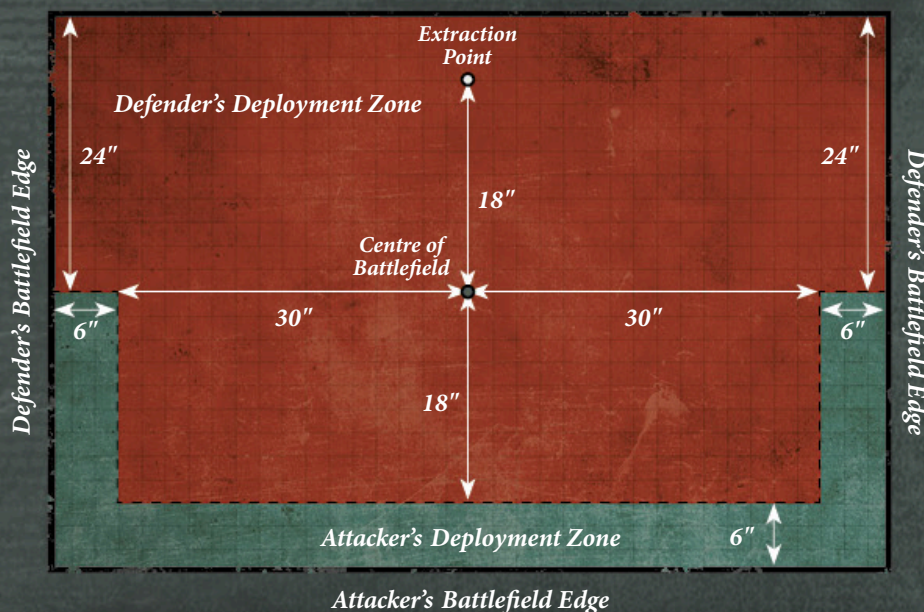 Extraction
Point
Defender's Deployment Zone
24"
24"
18"
Defender's Battlefield Edge
Defender's Battlefield Edge
Centre of
Battlefield
6"
30"
30"
6"
18"
Attacker's Deployment Zone
6"
Attacker's Battlefield Edge